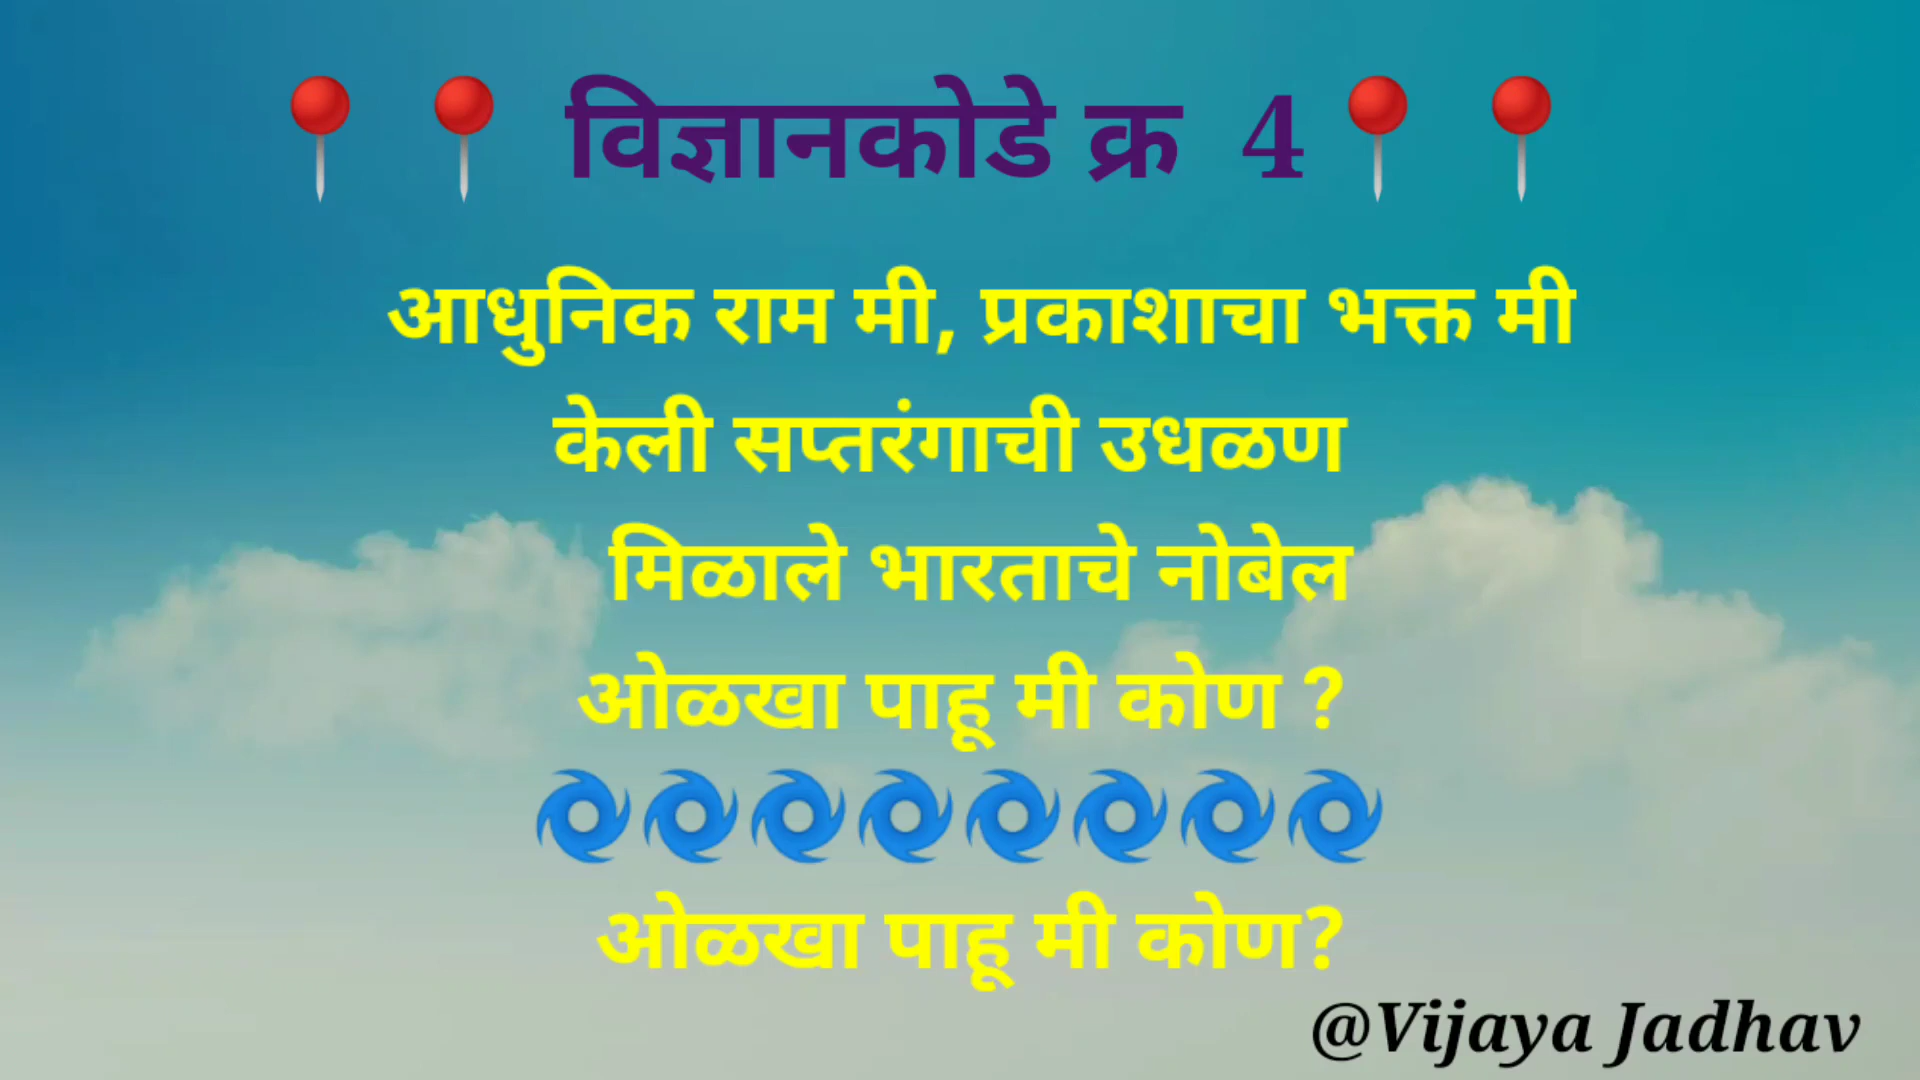 विज्ञानकोडे क्र 4
आधुनिक राम मी, प्रकाशाचा भक्त मी
केली सप्तरंगाची उधळण
मिळाले भारताचे नोबेल
ओळखा पाहू मी कोण ?
ओळखा पाहू मी कोण?
@Vijaya Jadhav